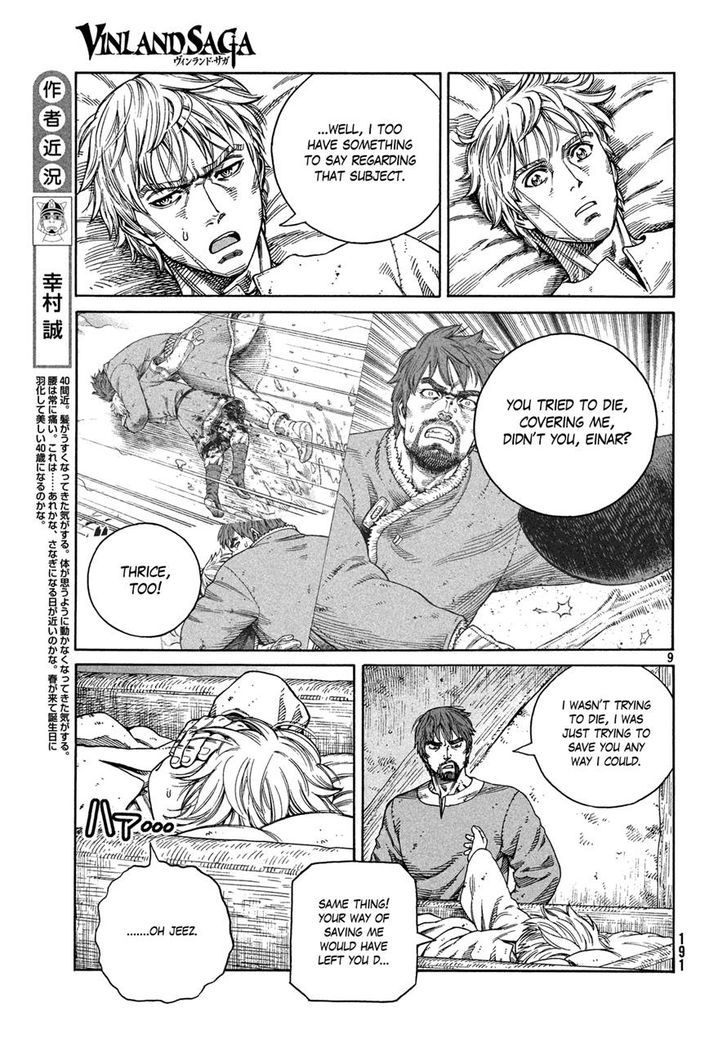 VINLAND SAGA
ヴィンランド・サガ
作者近況
幸村誠
40間近。髪がうすくなってきた気がする。体が思うように動かなくなってきた気がする。
腰は常に痛い。これは……あれかな、さなぎになる日が近いのかな。春が来て誕生日に
羽化して美しい40歳になるのかな。
...WELL, I TOO
HAVE SOMETHING
TO SAY REGARDING
THAT SUBJECT.
YOU TRIED TO DIE,
COVERING ME,
DIDN'T YOU, EINAR?
THRICE,
TOO!
9
I WASN'T TRYING
TO DIE, I WAS
JUST TRYING TO
SAVE YOU ANY
WAY I COULD.
SAME THING!
YOUR WAY OF
SAVING ME
WOULD HAVE
LEFT YOU D...
ハァ・・・
.......OH JEEZ.
191